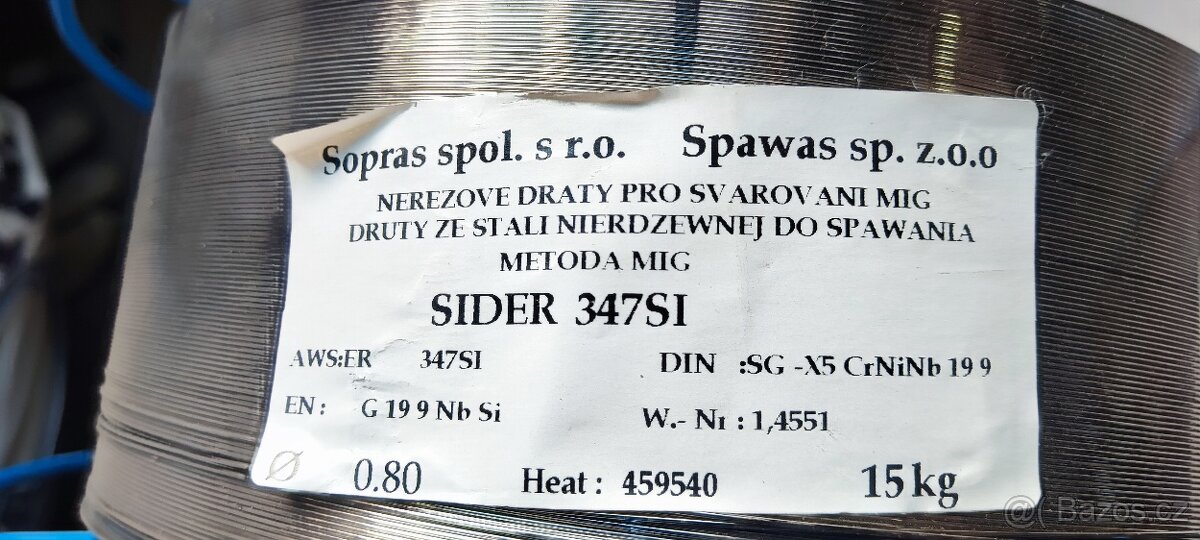 Sopras spol. s r.o. Spawas sp. z.o.o
NEREZOVE DRATY PRO SVAROVANI MIG
DRUTY ZE STALI NIERDZEWNEJ DO SPAWANIA
METODA MIG
SIDER 347SI
AWS:ER 347SI DIN :SG -X5 CrNiNb 19 9
EN : G 19 9 Nb Si W.- Nr : 1,4551
Ø 0.80 Heat : 459540 15 kg
@( Bazos.cz